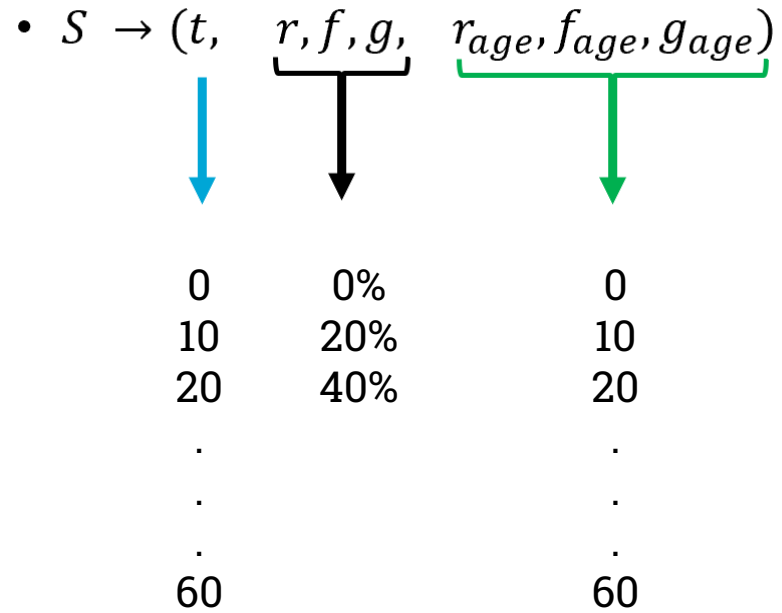 • S → (t, r, f, g, r_age, f_age, g_age)
0 0% 0
10 20% 10
20 40% 20
. .
. .
. .
60 60